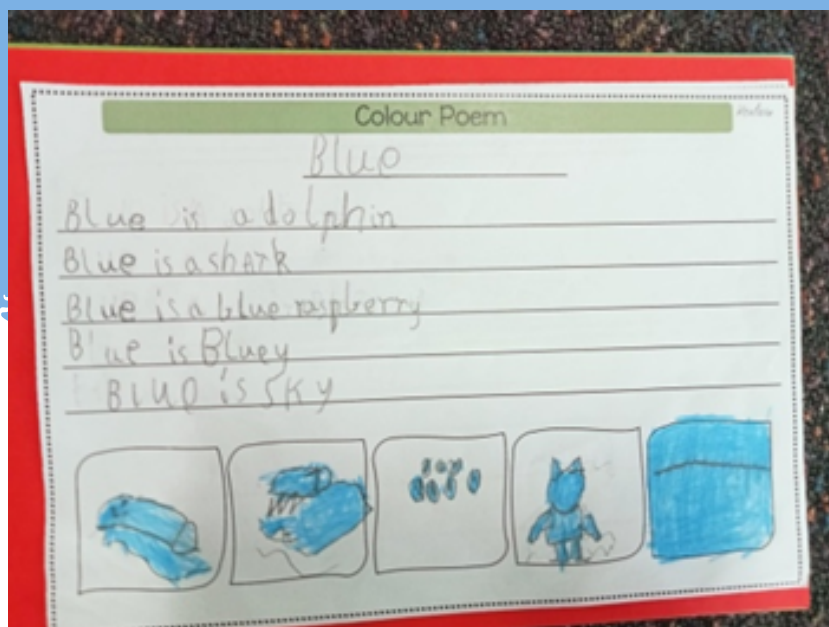 Colour Poem
Blue
Blue is a dolphin
Blue is a shark
Blue is a blue raspberry
Blue is Bluey
Blue is sky